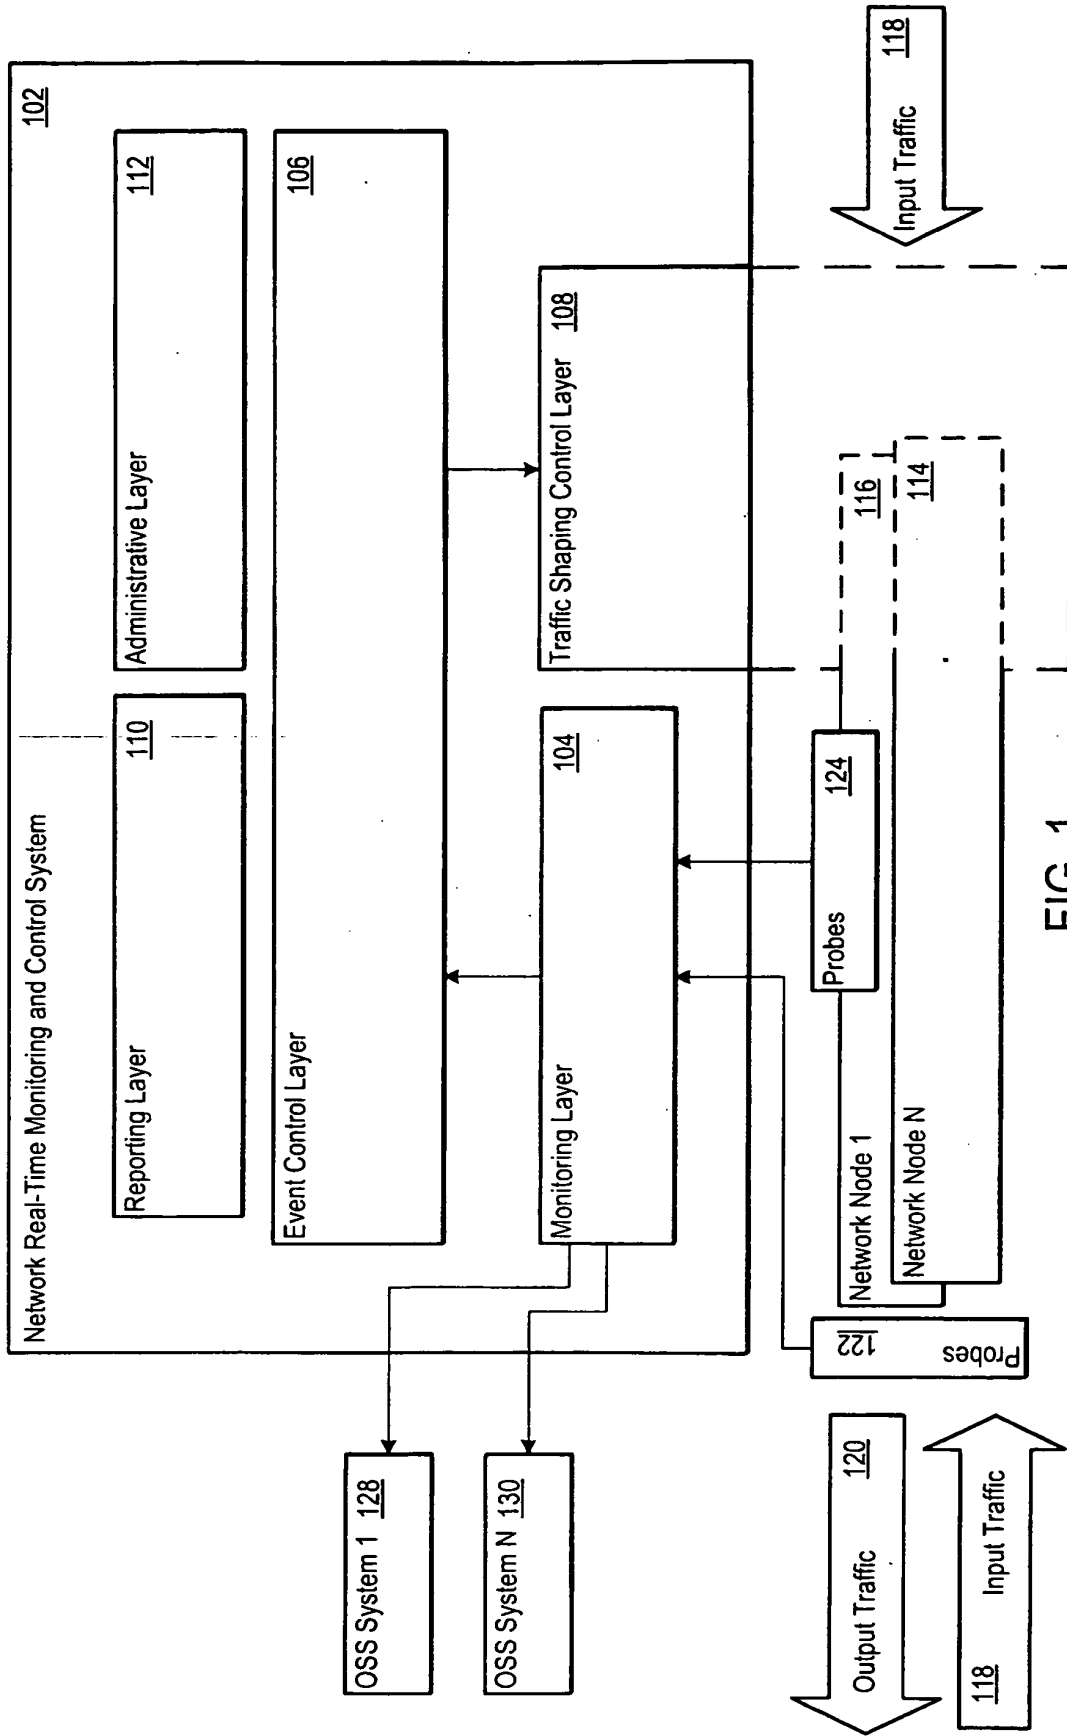 Network Real-Time Monitoring and Control System
102
Reporting Layer
110
Administrative Layer
112
Event Control Layer
106
Monitoring Layer
104
Traffic Shaping Control Layer
108
OSS System 1
128
OSS System N
130
Probes
124
Network Node 1
116
Network Node N
114
Probes
122
Output Traffic
120
118
Input Traffic
Input Traffic
118
FIG. 1